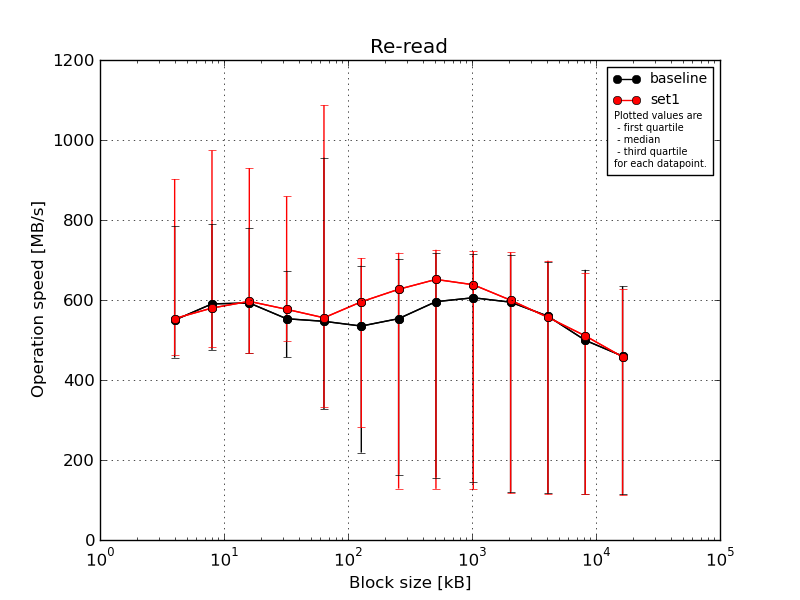 Re-read
1200
1000
800
600
400
200
0
Operation speed [MB/s]
baseline
set1
Plotted values are
- first quartile
- median
- third quartile
for each datapoint.
10^0 10^1 10^2 10^3 10^4 10^5
Block size [kB]